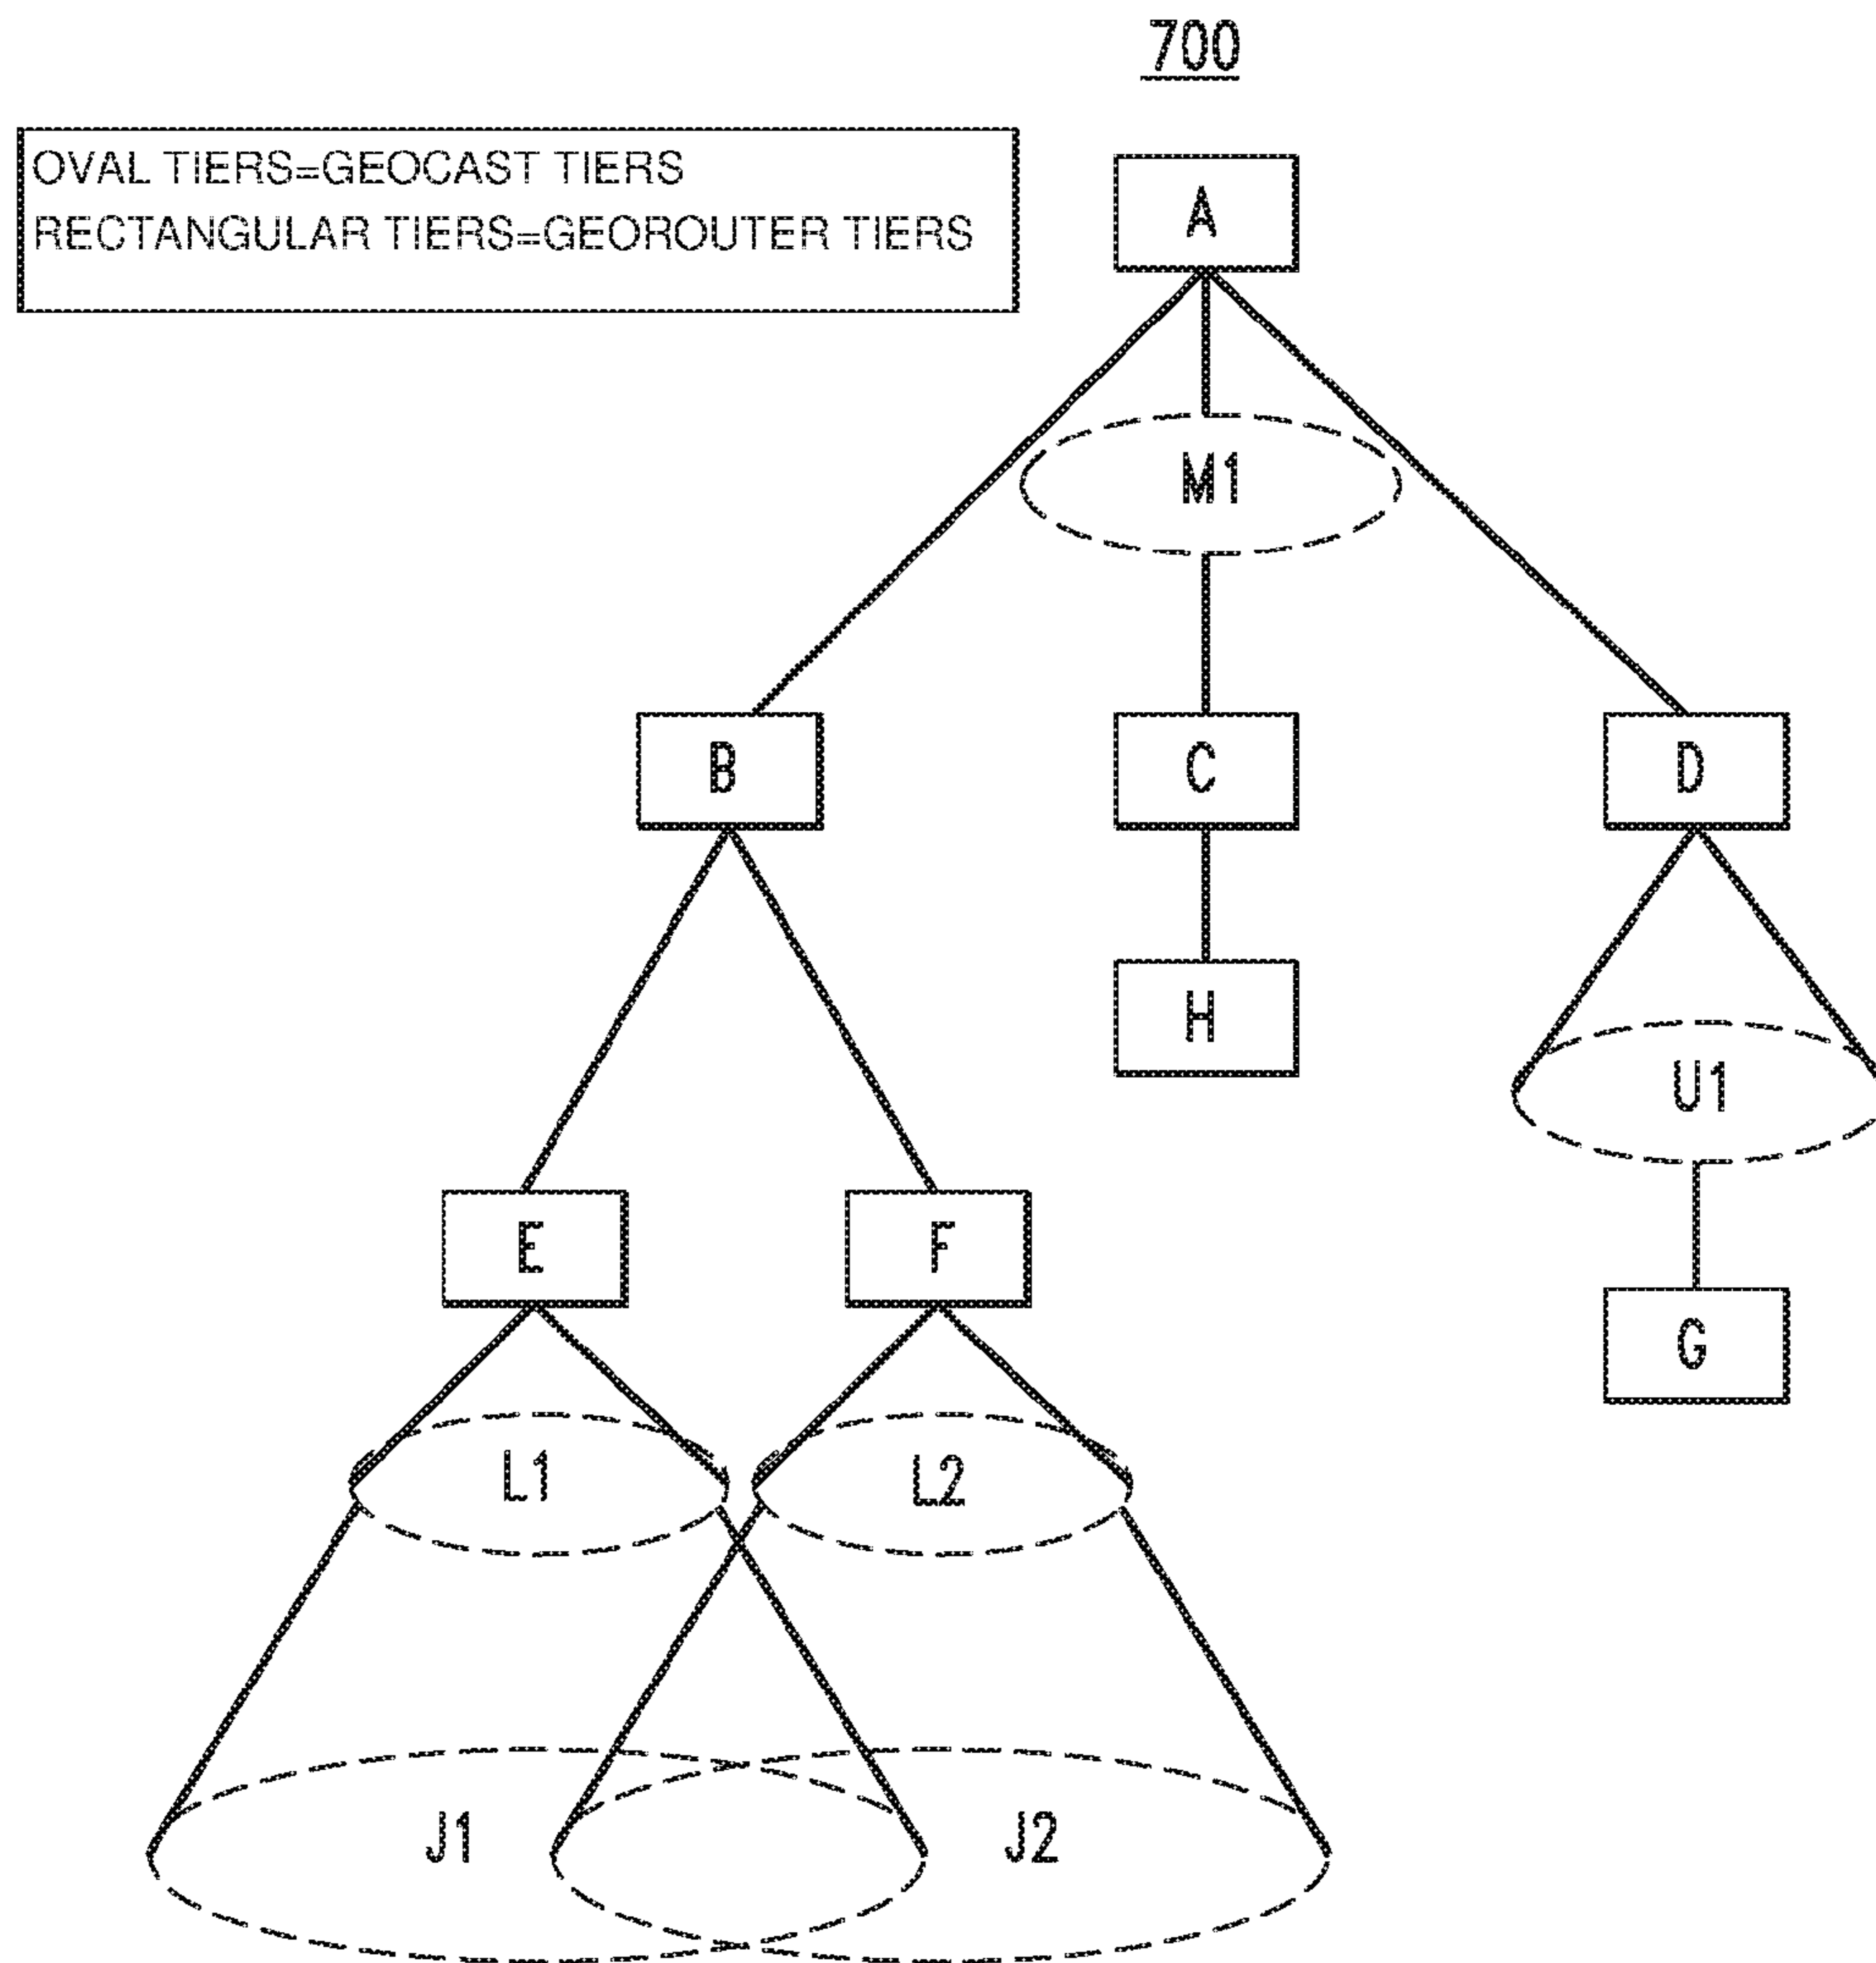 700
OVAL TIERS=GEOCAST TIERS
RECTANGULAR TIERS=GEOROUTER TIERS
A
M1
B
C
D
H
U1
E
F
G
L1
L2
J1
J2